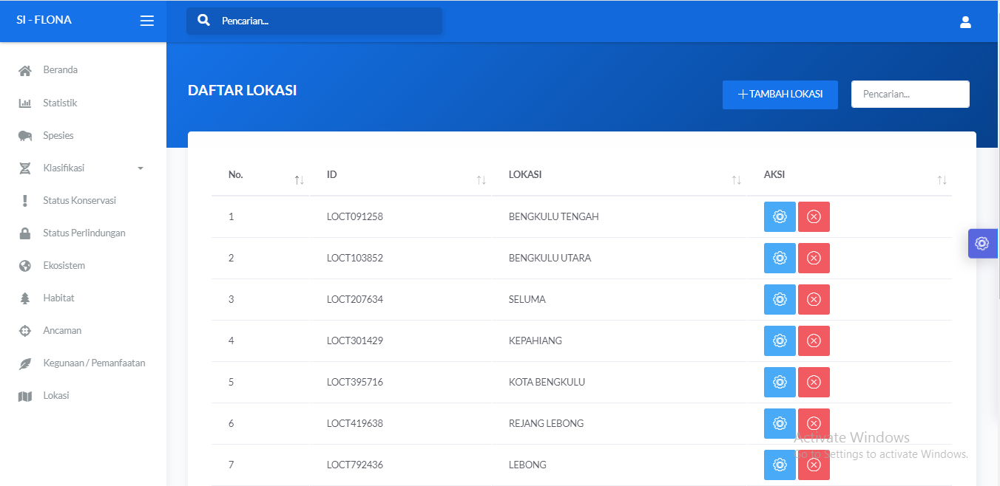 SI - FLONA
Pencarian...
Beranda
Statistik
Spesies
Klasifikasi
Status Konservasi
Status Perlindungan
Ekosistem
Habitat
Ancaman
Kegunaan / Pemanfaatan
Lokasi
DAFTAR LOKASI
TAMBAH LOKASI
Pencarian...
No. ID LOKASI AKSI
1 LOCT091258 BENGKULU TENGAH
2 LOCT103852 BENGKULU UTARA
3 LOCT207634 SELUMA
4 LOCT301429 KEPAHIANG
5 LOCT395716 KOTA BENGKULU
6 LOCT419638 REJANG LEBONG
7 LOCT792436 LEBONG
Activate Windows
Go to Settings to activate Windows.